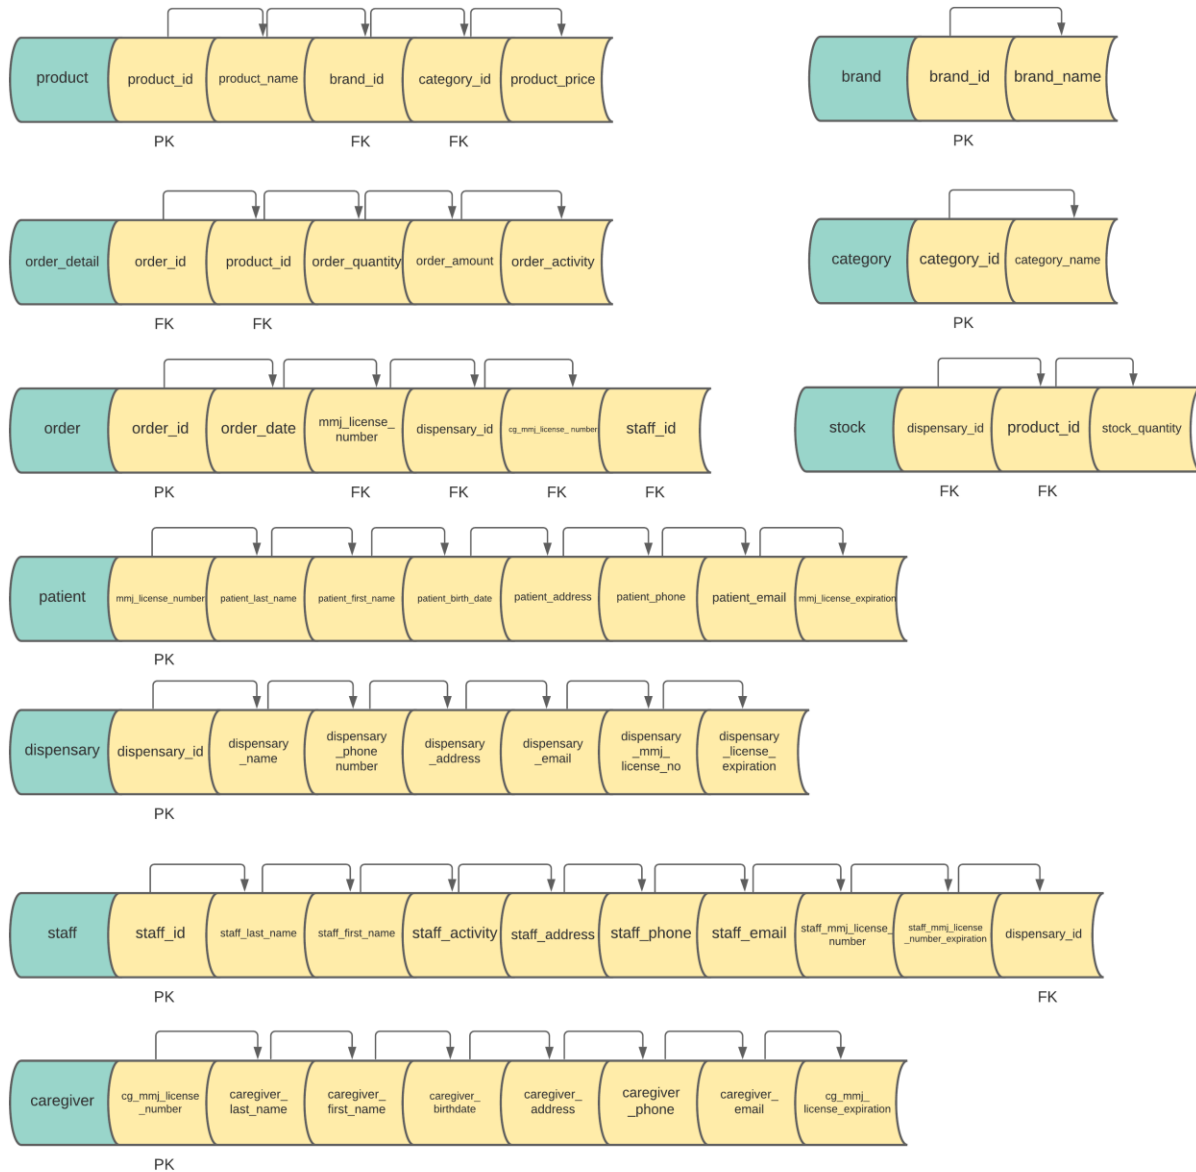 product product_id product_name brand_id category_id product_price
PK FK FK
brand brand_id brand_name
PK
order_detail order_id product_id order_quantity order_amount order_activity
FK FK
category category_id category_name
PK
order order_id order_date mmj_license_
number dispensary_id cg_mmj_license_ number staff_id
PK FK FK FK FK
stock dispensary_id product_id stock_quantity
FK FK
patient mmj_license_number patient_last_name patient_first_name patient_birth_date patient_address patient_phone patient_email mmj_license_expiration
PK
dispensary dispensary_id dispensary
_name dispensary
_phone
number dispensary
_address dispensary
_email dispensary
_mmj_
license_no dispensary
_license_
expiration
PK
staff staff_id staff_last_name staff_first_name staff_activity staff_address staff_phone staff_email staff_mmj_license_
number staff_mmj_license
_number_expiration dispensary_id
PK FK
caregiver cg_mmj_license
_number caregiver_
last_name caregiver_
first_name caregiver_
birthdate caregiver_
address caregiver
_phone caregiver_
email cg_mmj_
license_expiration
PK